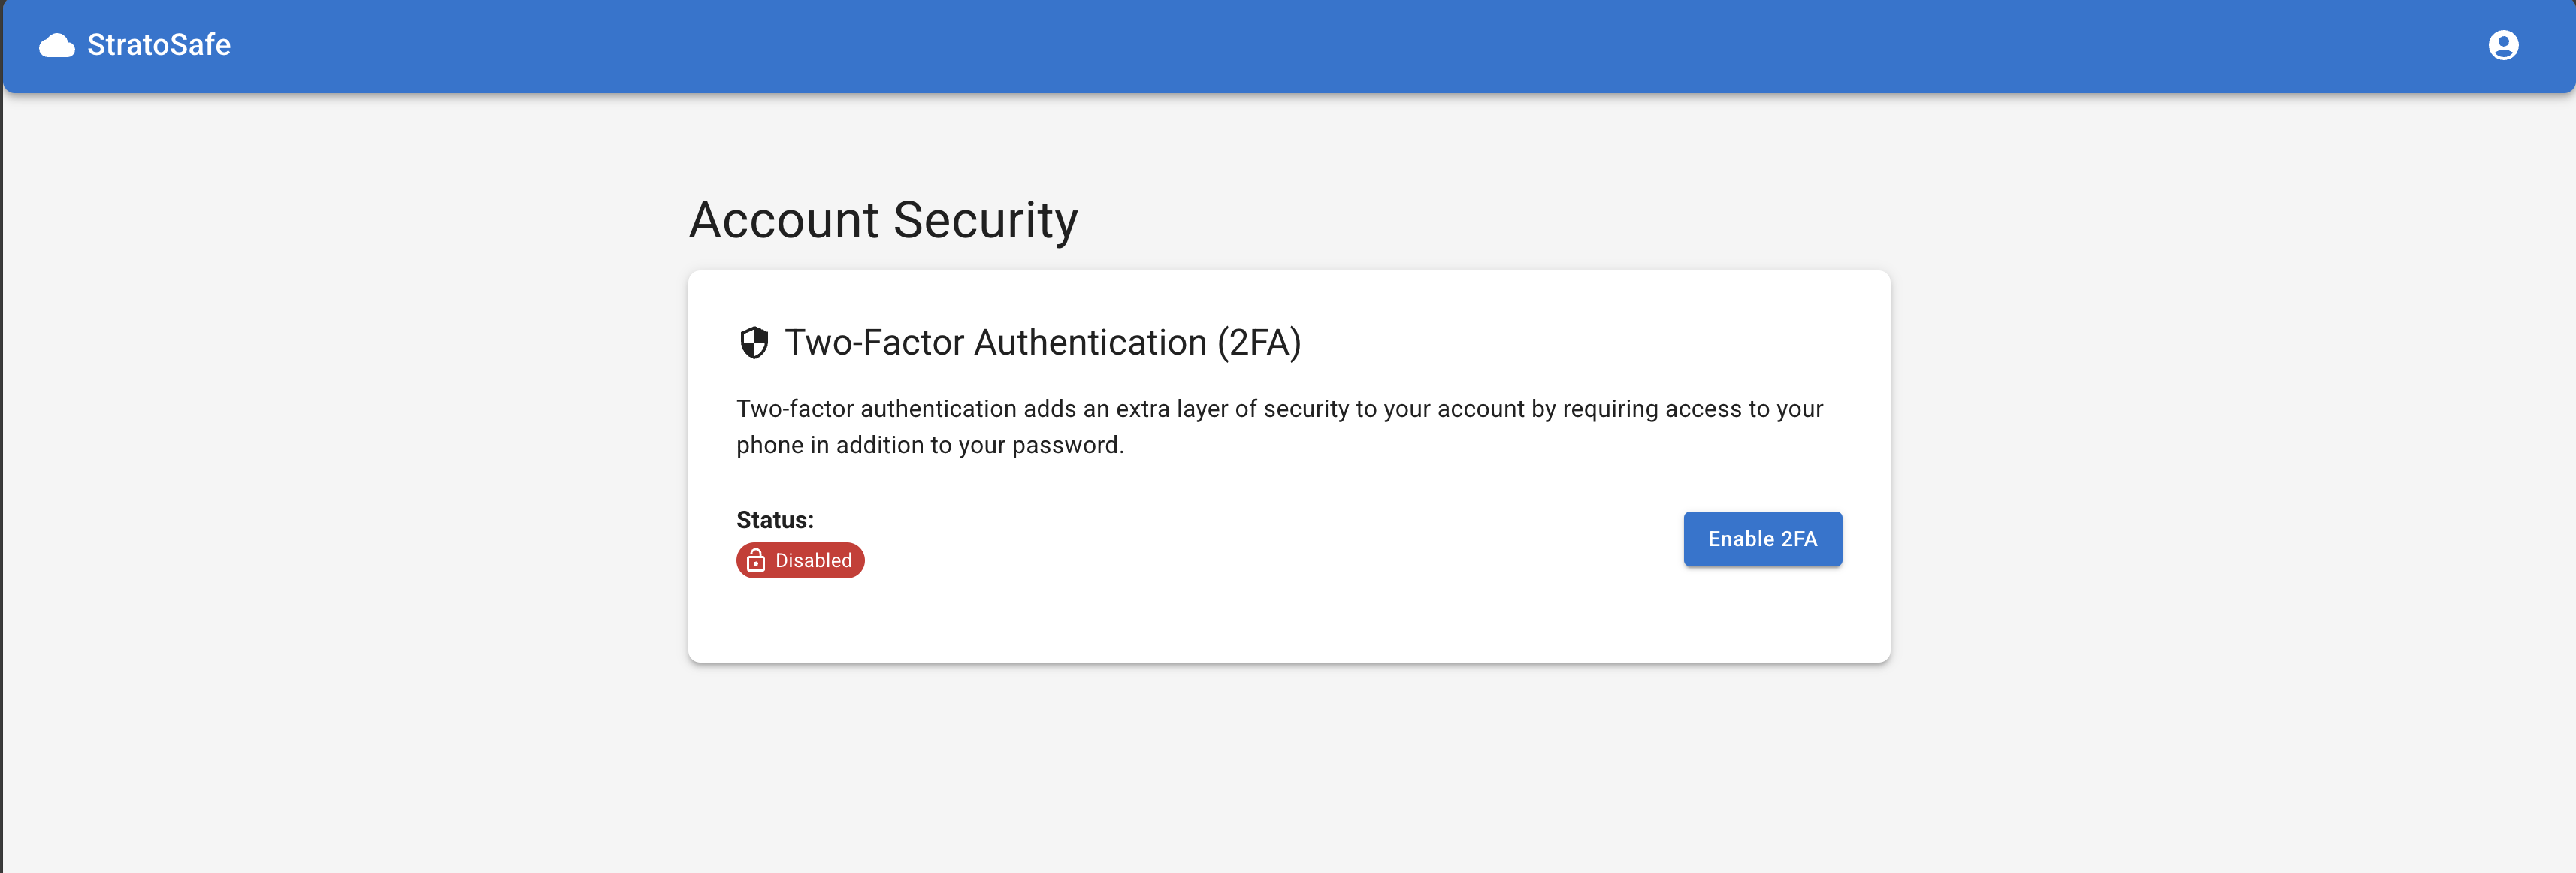 StratoSafe
Account Security
Two-Factor Authentication (2FA)
Two-factor authentication adds an extra layer of security to your account by requiring access to your
phone in addition to your password.
Status:
Disabled
Enable 2FA